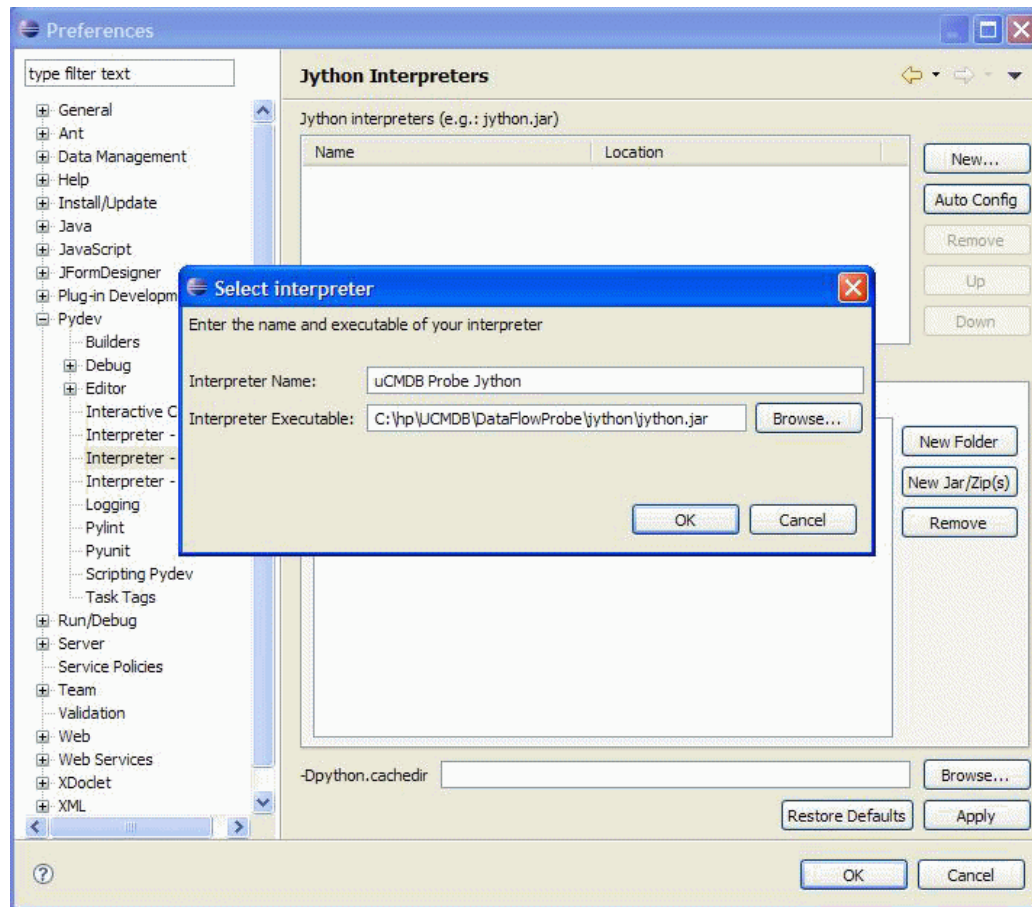 Preferences
type filter text
General
Ant
Data Management
Help
Install/Update
Java
JavaScript
JFormDesigner
Plug-in Developm
Pydev
Builders
Debug
Editor
Interactive C
Interpreter -
Interpreter -
Interpreter -
Logging
Pylint
Pyunit
Scripting Pydev
Task Tags
Run/Debug
Server
Service Policies
Team
Validation
Web
Web Services
XDoclet
XML
Jython Interpreters
Jython interpreters (e.g.: jython.jar)
Name Location
New...
Auto Config
Remove
Up
Down
Select interpreter
Enter the name and executable of your interpreter
Interpreter Name: uCMDB Probe Jython
Interpreter Executable: C:\hp\UCMDB\DataFlowProbe\jython\jython.jar Browse...
OK Cancel
New Folder
New Jar/Zip(s)
Remove
-Dpython.cachedir Browse...
Restore Defaults Apply
? OK Cancel